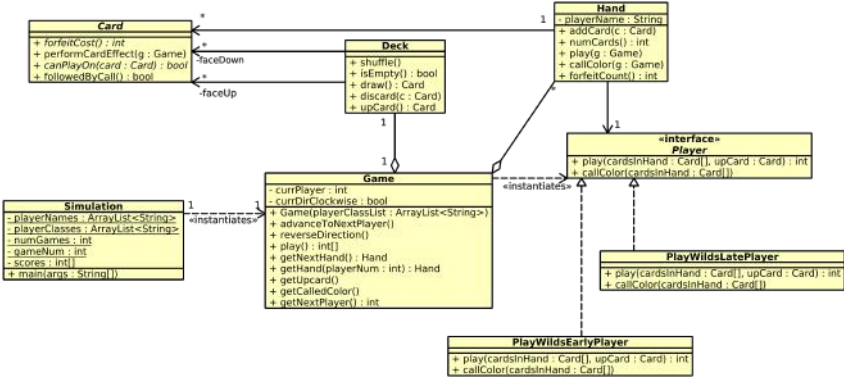 Card
+ forfeitCost() : int
+ performCardEffect(g : Game)
+ canPlayOn(card : Card) : bool
+ followedByCall() : bool
*
1
*
-faceDown
*
-faceUp
Deck
+ shuffle()
+ isEmpty() : bool
+ draw() : Card
+ discard(c : Card)
+ upCard() : Card
1
1
Hand
- playerName : String
+ addCard(c : Card)
+ numCards() : int
+ play(g : Game)
+ callColor(g : Game)
+ forfeitCount() : int
*
1
«interface»
Player
+ play(cardsInHand : Card[], upCard : Card) : int
+ callColor(cardsInHand : Card[])
«instantiates»
Game
- currPlayer : int
- currDirClockwise : bool
+ Game(playerClassList : ArrayList<String>)
+ advanceToNextPlayer()
+ reverseDirection()
+ play() : int[]
+ getNextHand() : Hand
+ getHand(playerNum : int) : Hand
+ getUpcard()
+ getCalledColor()
+ getNextPlayer() : int
Simulation
- playerNames : ArrayList<String>
- playerClasses : ArrayList<String>
- numGames : int
- gameNum : int
- scores : int[]
+ main(args : String[])
1
1
«instantiates»
PlayWildsLatePlayer
+ play(cardsInHand : Card[], upCard : Card) : int
+ callColor(cardsInHand : Card[])
PlayWildsEarlyPlayer
+ play(cardsInHand : Card[], upCard : Card) : int
+ callColor(cardsInHand : Card[])